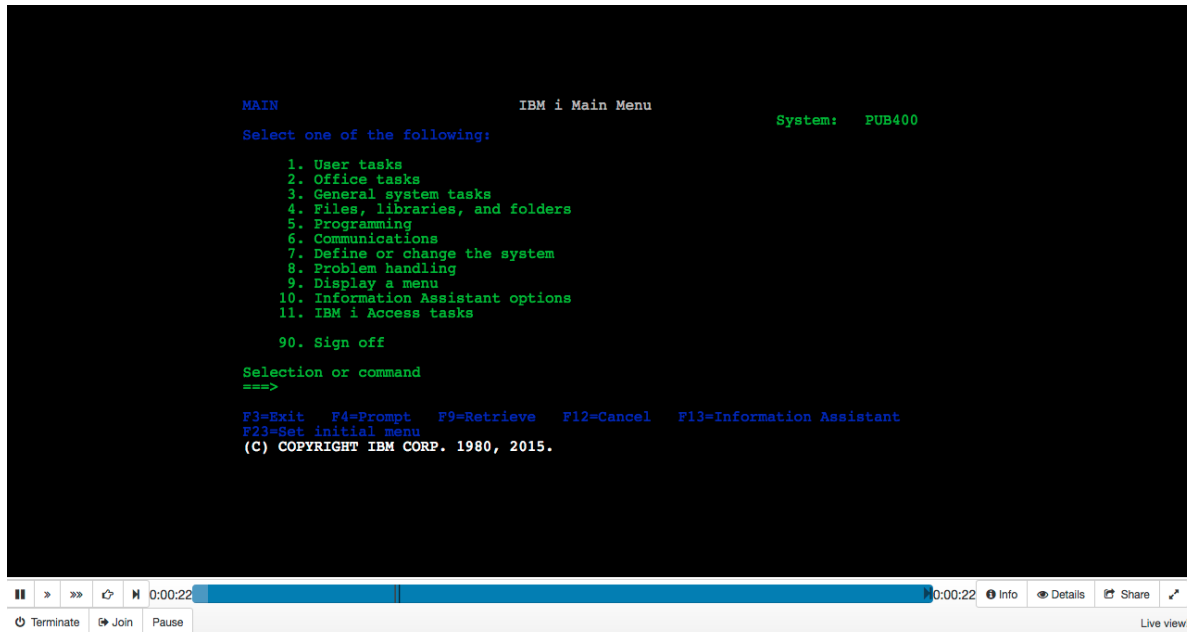 MAIN IBM i Main Menu
System: PUB400
Select one of the following:
1. User tasks
2. Office tasks
3. General system tasks
4. Files, libraries, and folders
5. Programming
6. Communications
7. Define or change the system
8. Problem handling
9. Display a menu
10. Information Assistant options
11. IBM i Access tasks
90. Sign off
Selection or command
===>
F3=Exit F4=Prompt F9=Retrieve F12=Cancel F13=Information Assistant
F23=Set initial menu
(C) COPYRIGHT IBM CORP. 1980, 2015.
0:00:22 0:00:22 Info Details Share
Terminate Join Pause Live view